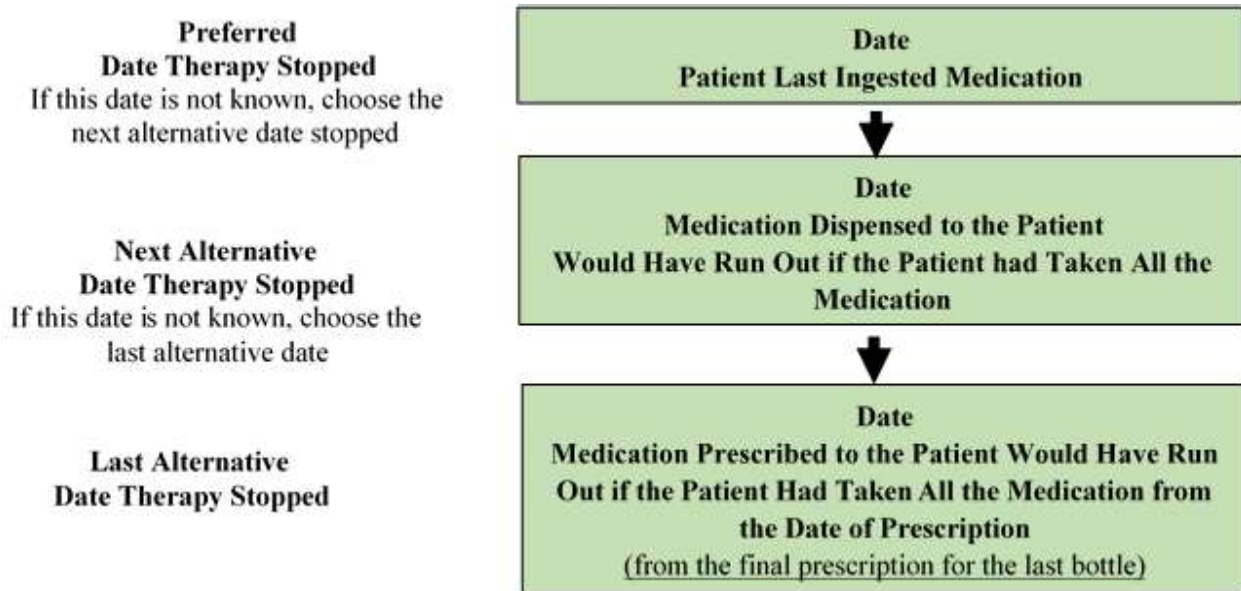 Preferred
Date Therapy Stopped
If this date is not known, choose the
next alternative date stopped
Date
Patient Last Ingested Medication
Next Alternative
Date Therapy Stopped
If this date is not known, choose the
last alternative date
Date
Medication Dispensed to the Patient
Would Have Run Out if the Patient had Taken All the
Medication
Last Alternative
Date Therapy Stopped
Date
Medication Prescribed to the Patient Would Have Run
Out if the Patient Had Taken All the Medication from
the Date of Prescription
(from the final prescription for the last bottle)